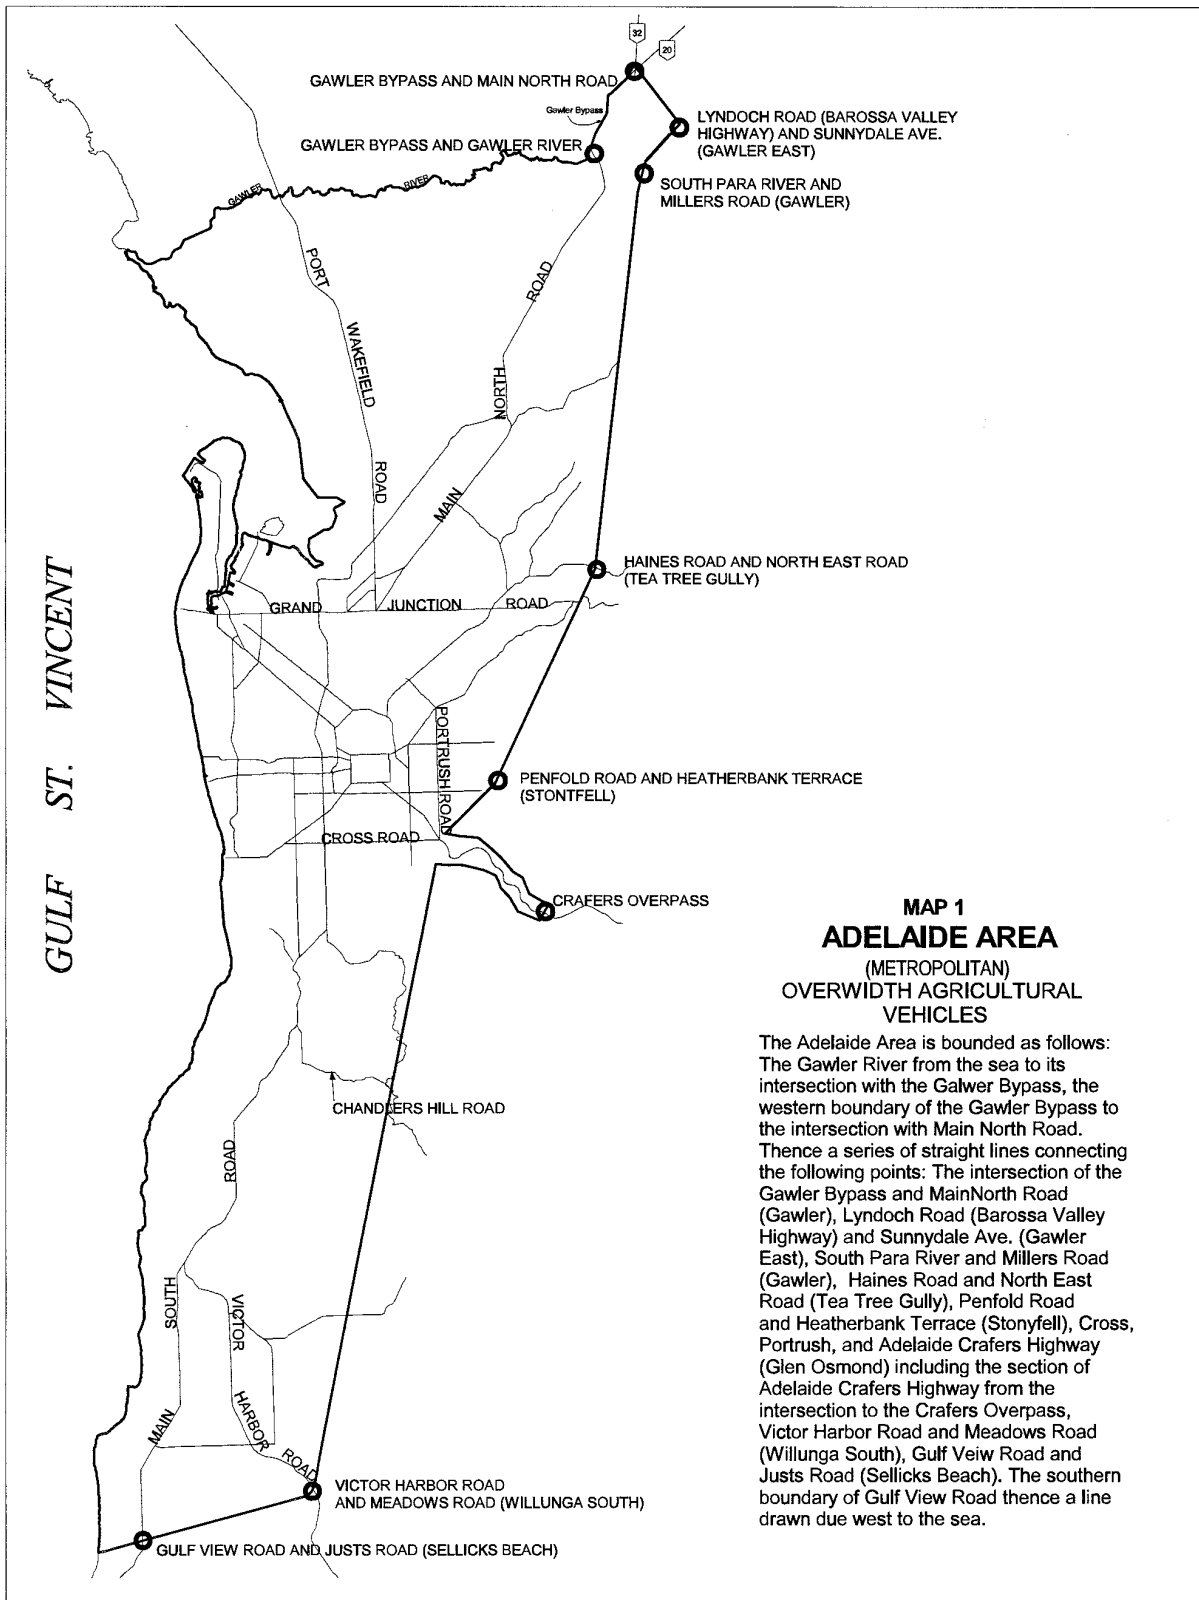 32
20
GAWLER BYPASS AND MAIN NORTH ROAD
Gawler Bypass
LYNDOCH ROAD (BAROSSA VALLEY
HIGHWAY) AND SUNNYDALE AVE.
(GAWLER EAST)
GAWLER BYPASS AND GAWLER RIVER
SOUTH PARA RIVER AND
MILLERS ROAD (GAWLER)
GAWLER
RIVER
PORT
WAKEFIELD
ROAD
ROAD
NORTH
MAIN
HAINES ROAD AND NORTH EAST ROAD
(TEA TREE GULLY)
GRAND
JUNCTION
ROAD
GULF ST. VINCENT
PORTRUSH ROAD
PENFOLD ROAD AND HEATHERBANK TERRACE
(STONTFELL)
CROSS ROAD
CRAFERS OVERPASS
CHANDLERS HILL ROAD
ROAD
SOUTH
MAIN
VICTOR
HARBOR
ROAD
VICTOR HARBOR ROAD
AND MEADOWS ROAD (WILLUNGA SOUTH)
GULF VIEW ROAD AND JUSTS ROAD (SELLICKS BEACH)
MAP 1
ADELAIDE AREA
(METROPOLITAN)
OVERWIDTH AGRICULTURAL
VEHICLES
The Adelaide Area is bounded as follows:
The Gawler River from the sea to its
intersection with the Galwer Bypass, the
western boundary of the Gawler Bypass to
the intersection with Main North Road.
Thence a series of straight lines connecting
the following points: The intersection of the
Gawler Bypass and MainNorth Road
(Gawler), Lyndoch Road (Barossa Valley
Highway) and Sunnydale Ave. (Gawler
East), South Para River and Millers Road
(Gawler), Haines Road and North East
Road (Tea Tree Gully), Penfold Road
and Heatherbank Terrace (Stonyfell), Cross,
Portrush, and Adelaide Crafers Highway
(Glen Osmond) including the section of
Adelaide Crafers Highway from the
intersection to the Crafers Overpass,
Victor Harbor Road and Meadows Road
(Willunga South), Gulf Veiw Road and
Justs Road (Sellicks Beach). The southern
boundary of Gulf View Road thence a line
drawn due west to the sea.